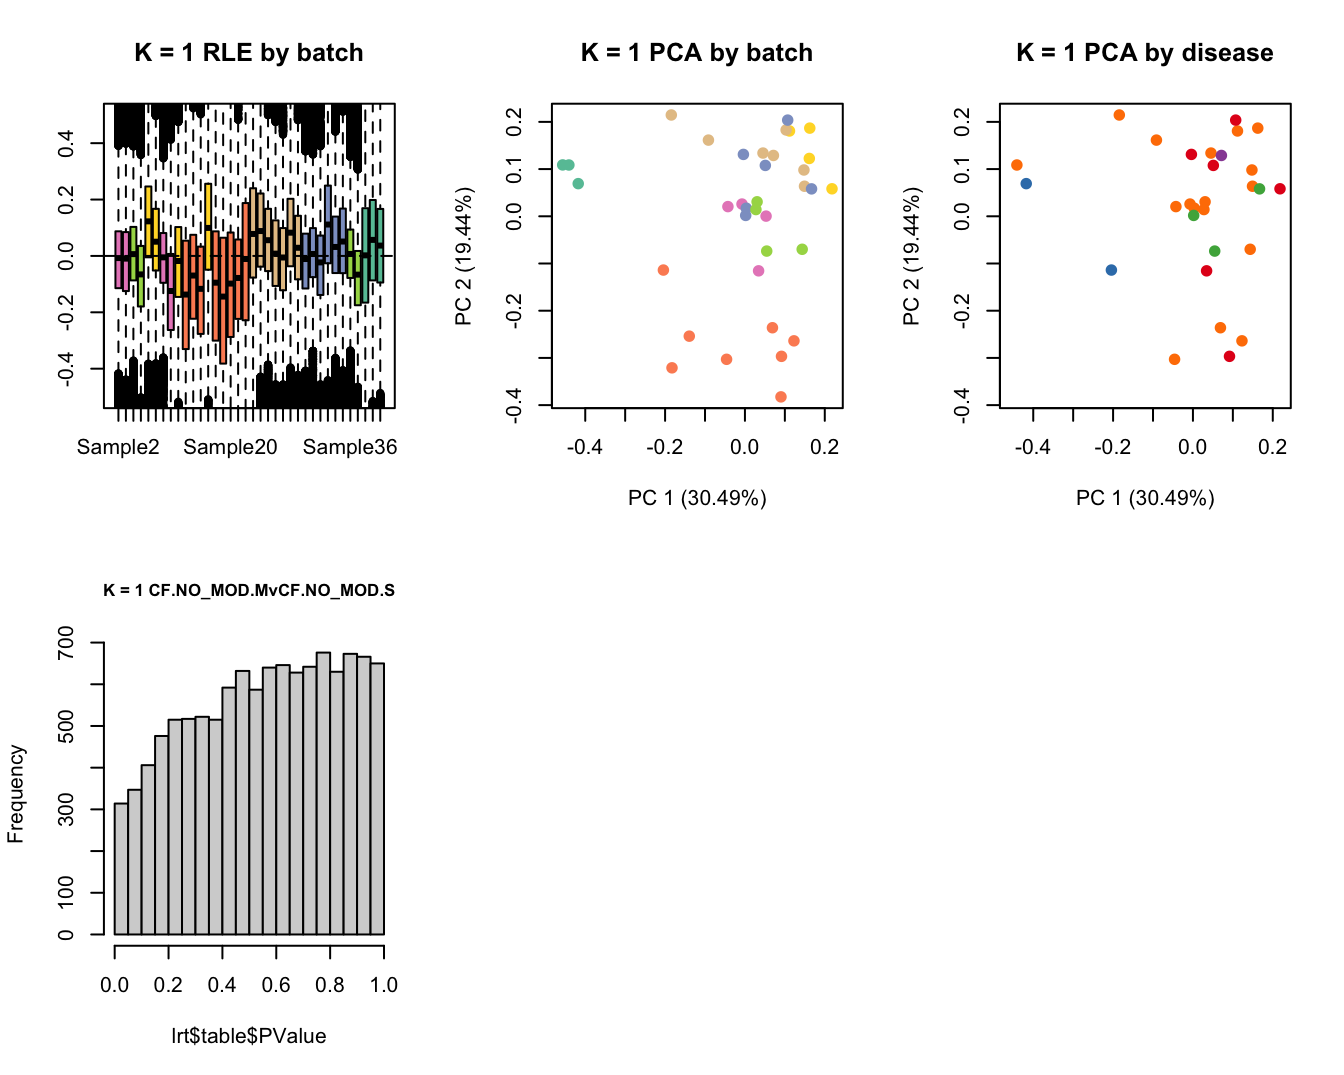 K = 1 RLE by batch
0.4
0.2
0.0
-0.2
-0.4
Sample2 Sample20 Sample36
K = 1 PCA by batch
PC 2 (19.44%)
0.2
0.1
0.0
-0.2
-0.4
-0.4 -0.2 0.0 0.2
PC 1 (30.49%)
K = 1 PCA by disease
PC 2 (19.44%)
0.2
0.1
0.0
-0.2
-0.4
-0.4 -0.2 0.0 0.2
PC 1 (30.49%)
K = 1 CF.NO_MOD.MvCF.NO_MOD.S
Frequency
700
500
300
100
0
0.0 0.2 0.4 0.6 0.8 1.0
lrt$table$PValue